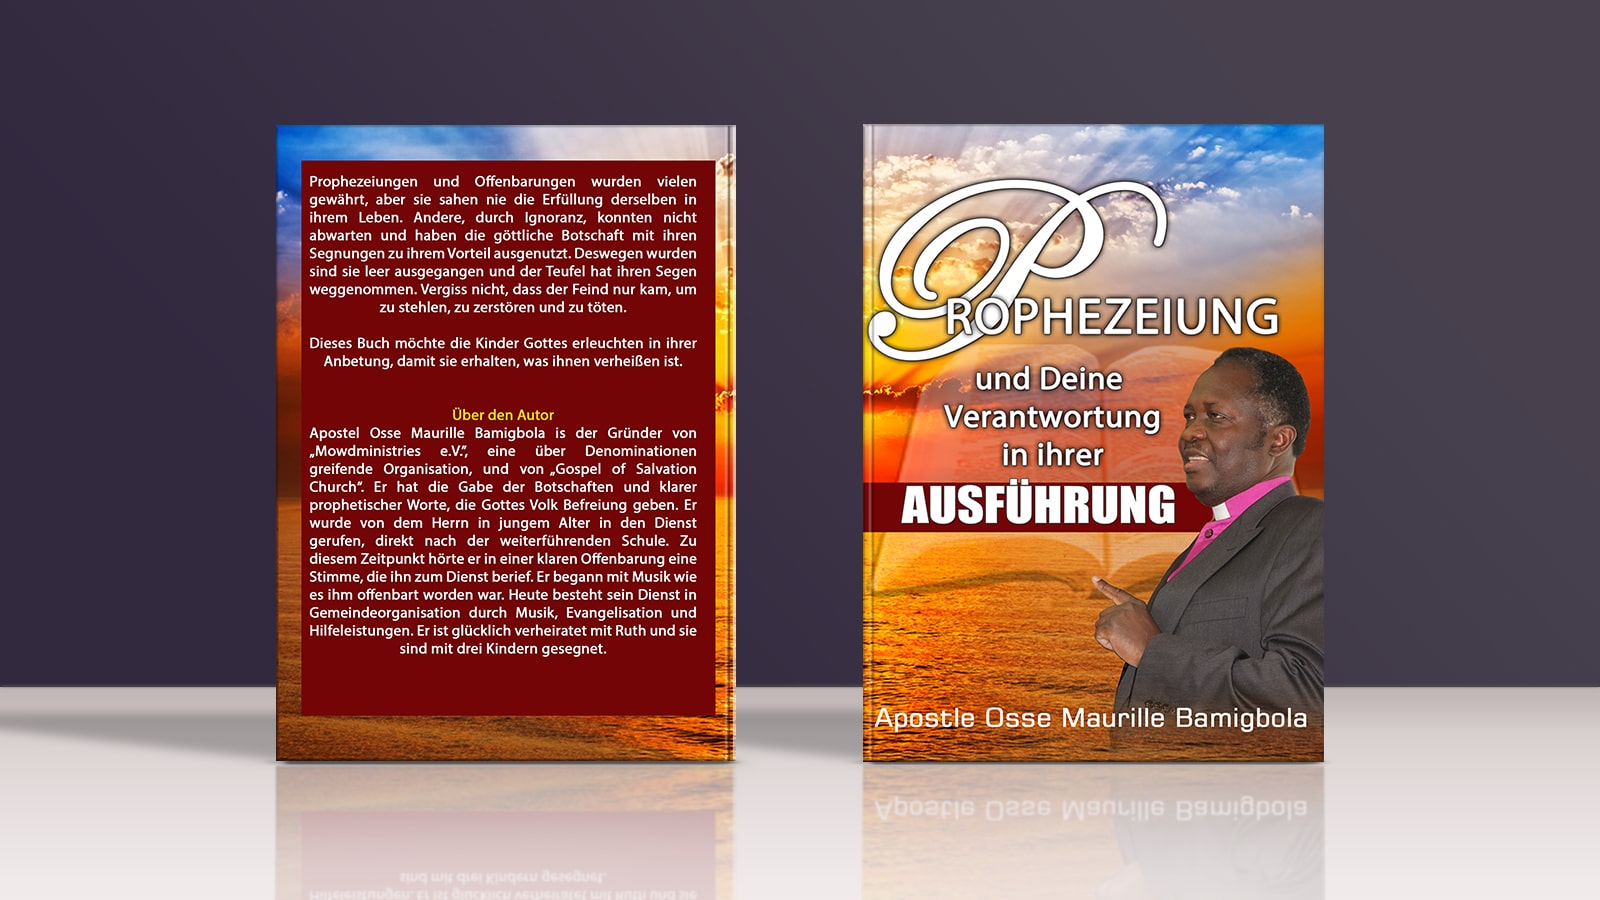 Prophezeiungen und Offenbarungen wurden vielen
gewährt, aber sie sahen nie die Erfüllung derselben in
ihrem Leben. Andere, durch Ignoranz, konnten nicht
abwarten und haben die göttliche Botschaft mit ihren
Segnungen zu ihrem Vorteil ausgenutzt. Deswegen wurden
sind sie leer ausgegangen und der Teufel hat ihren Segen
weggenommen. Vergiss nicht, dass der Feind nur kam, um
zu stehlen, zu zerstören und zu töten.
Dieses Buch möchte die Kinder Gottes erleuchten in ihrer
Anbetung, damit sie erhalten, was ihnen verheißen ist.
Über den Autor
Apostel Osse Maurille Bamigbola is der Gründer von
„Mowdministries e.V.“, eine über Denominationen
greifende Organisation, und von „Gospel of Salvation
Church“. Er hat die Gabe der Botschaften und klarer
prophetischer Worte, die Gottes Volk Befreiung geben. Er
wurde von dem Herrn in jungem Alter in den Dienst
gerufen, direkt nach der weiterführenden Schule. Zu
diesem Zeitpunkt hörte er in einer klaren Offenbarung eine
Stimme, die ihn zum Dienst berief. Er begann mit Musik wie
es ihm offenbart worden war. Heute besteht sein Dienst in
Gemeindeorganisation durch Musik, Evangelisation und
Hilfeleistungen. Er ist glücklich verheiratet mit Ruth und sie
sind mit drei Kindern gesegnet.
PROPHEZEIUNG
und Deine
Verantwortung
in ihrer
AUSFÜHRUNG
Apostle Osse Maurille Bamigbola